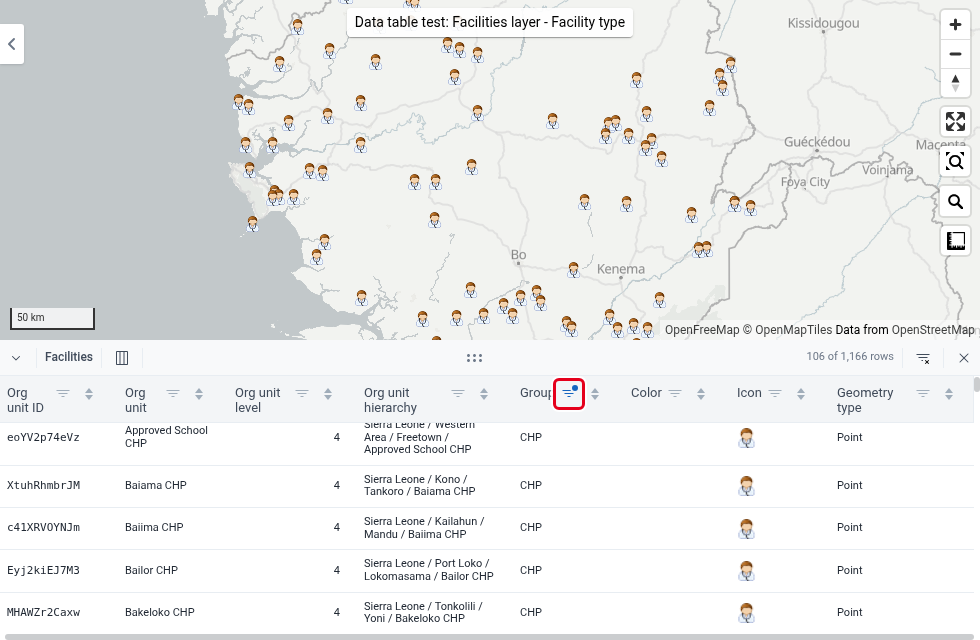 Data table test: Facilities layer - Facility type
Kissidougou
Guéckédou
Macenta
Voinjama
Foya City
Bo
Kenema
50 km
OpenFreeMap © OpenMapTiles Data from OpenStreetMap
Facilities
106 of 1,166 rows
Org unit ID
Org unit
Org unit level
Org unit hierarchy
Group
Color
Icon
Geometry type
eoYV2p74eVz
Approved School CHP
4
Sierra Leone / Western
Area / Freetown /
Approved School CHP
CHP
Point
XtuhRhmbrJM
Baiama CHP
4
Sierra Leone / Kono /
Tankoro / Baiama CHP
CHP
Point
c41XRVOYNJm
Baiima CHP
4
Sierra Leone / Kailahun /
Mandu / Baiima CHP
CHP
Point
Eyj2kiEJ7M3
Bailor CHP
4
Sierra Leone / Port Loko /
Lokomasama / Bailor CHP
CHP
Point
MHAWZr2Caxw
Bakeloko CHP
4
Sierra Leone / Tonkolili /
Yoni / Bakeloko CHP
CHP
Point